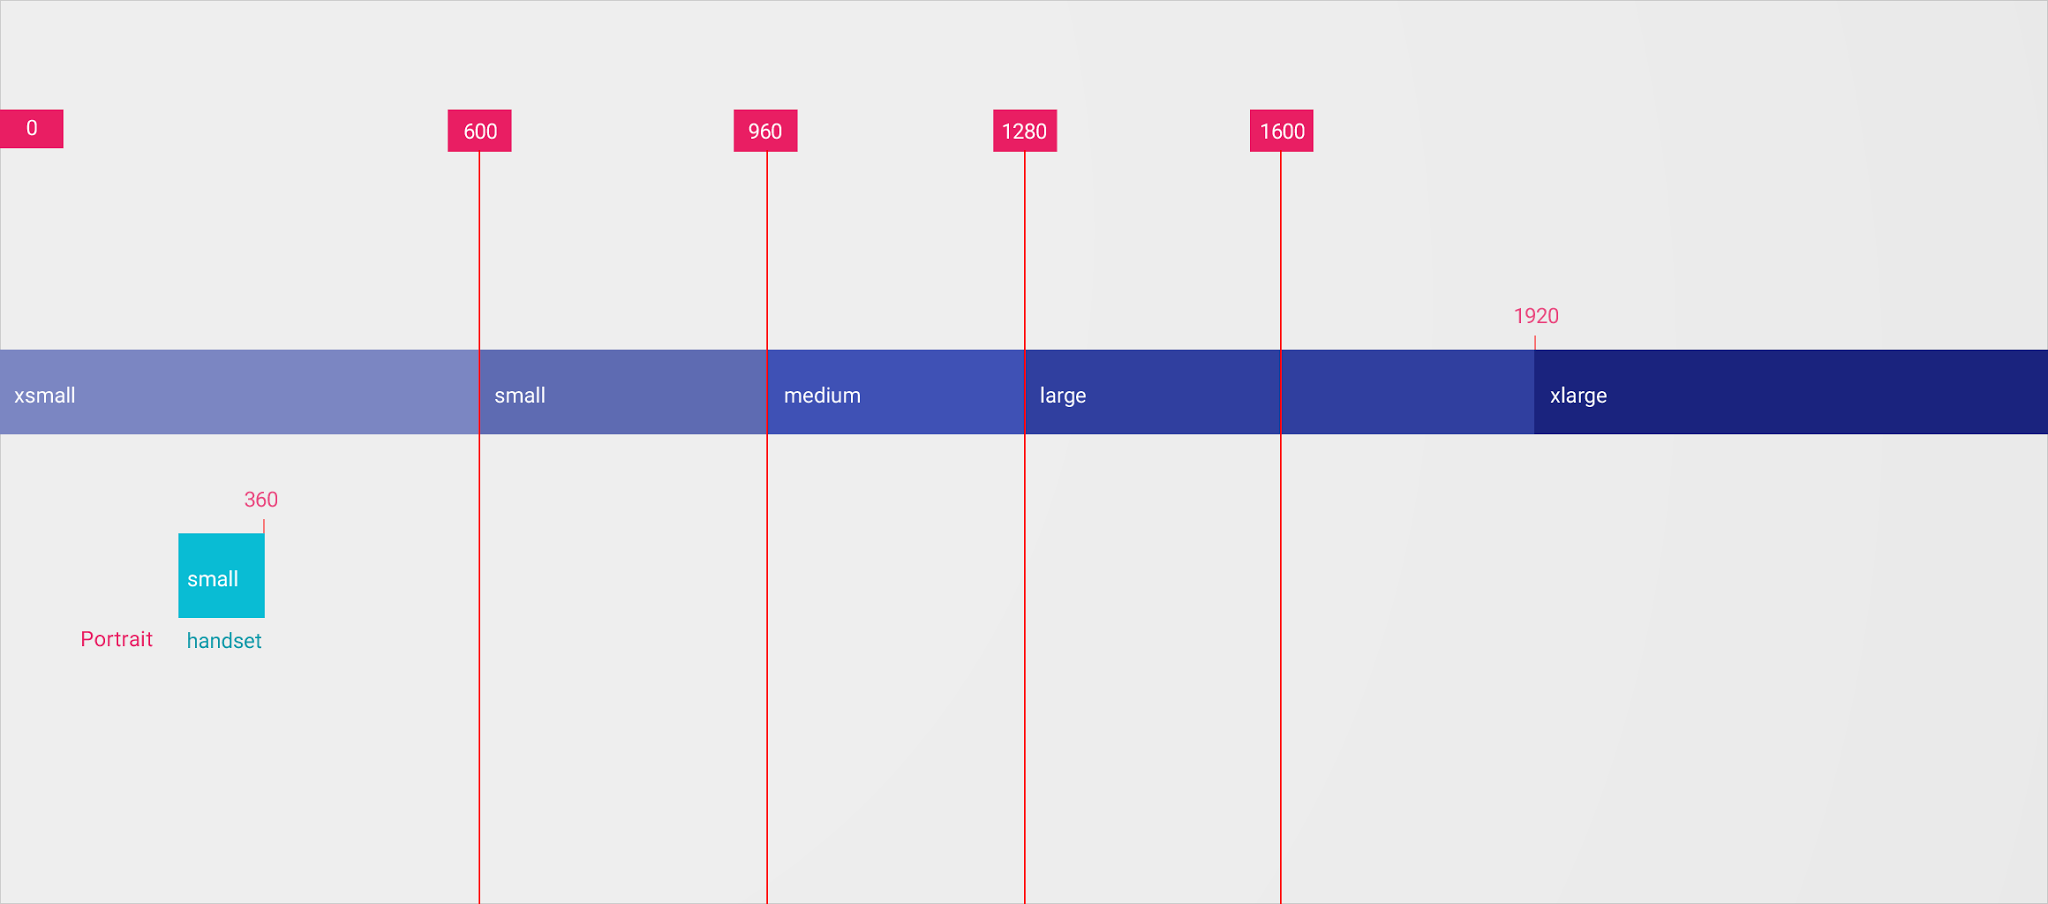 0
600
960
1280
1600
1920
xsmall
small
medium
large
xlarge
360
small
Portrait
handset